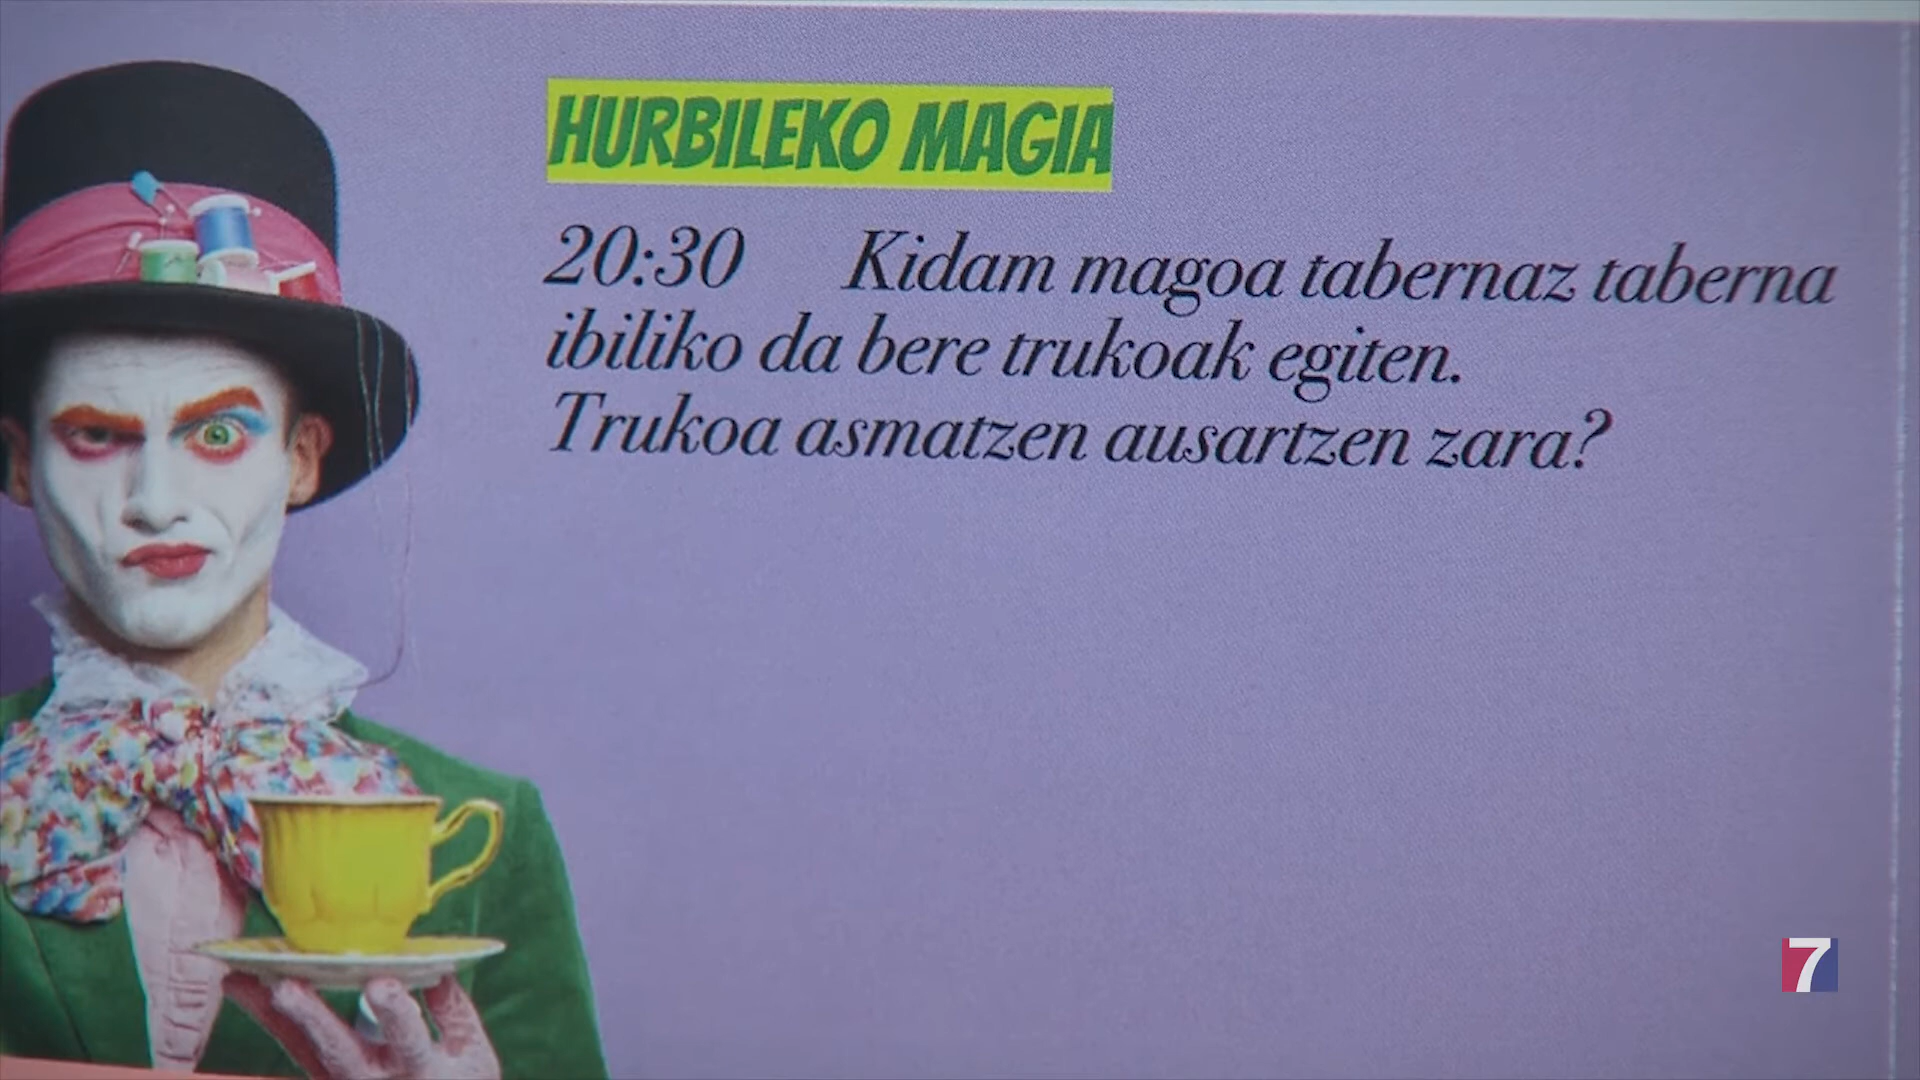 HURBILEKO MAGIA
20:30 Kidam magoa tabernaz taberna
ibiliko da bere trukoak egiten.
Trukoa asmatzen ausartzen zara?
7